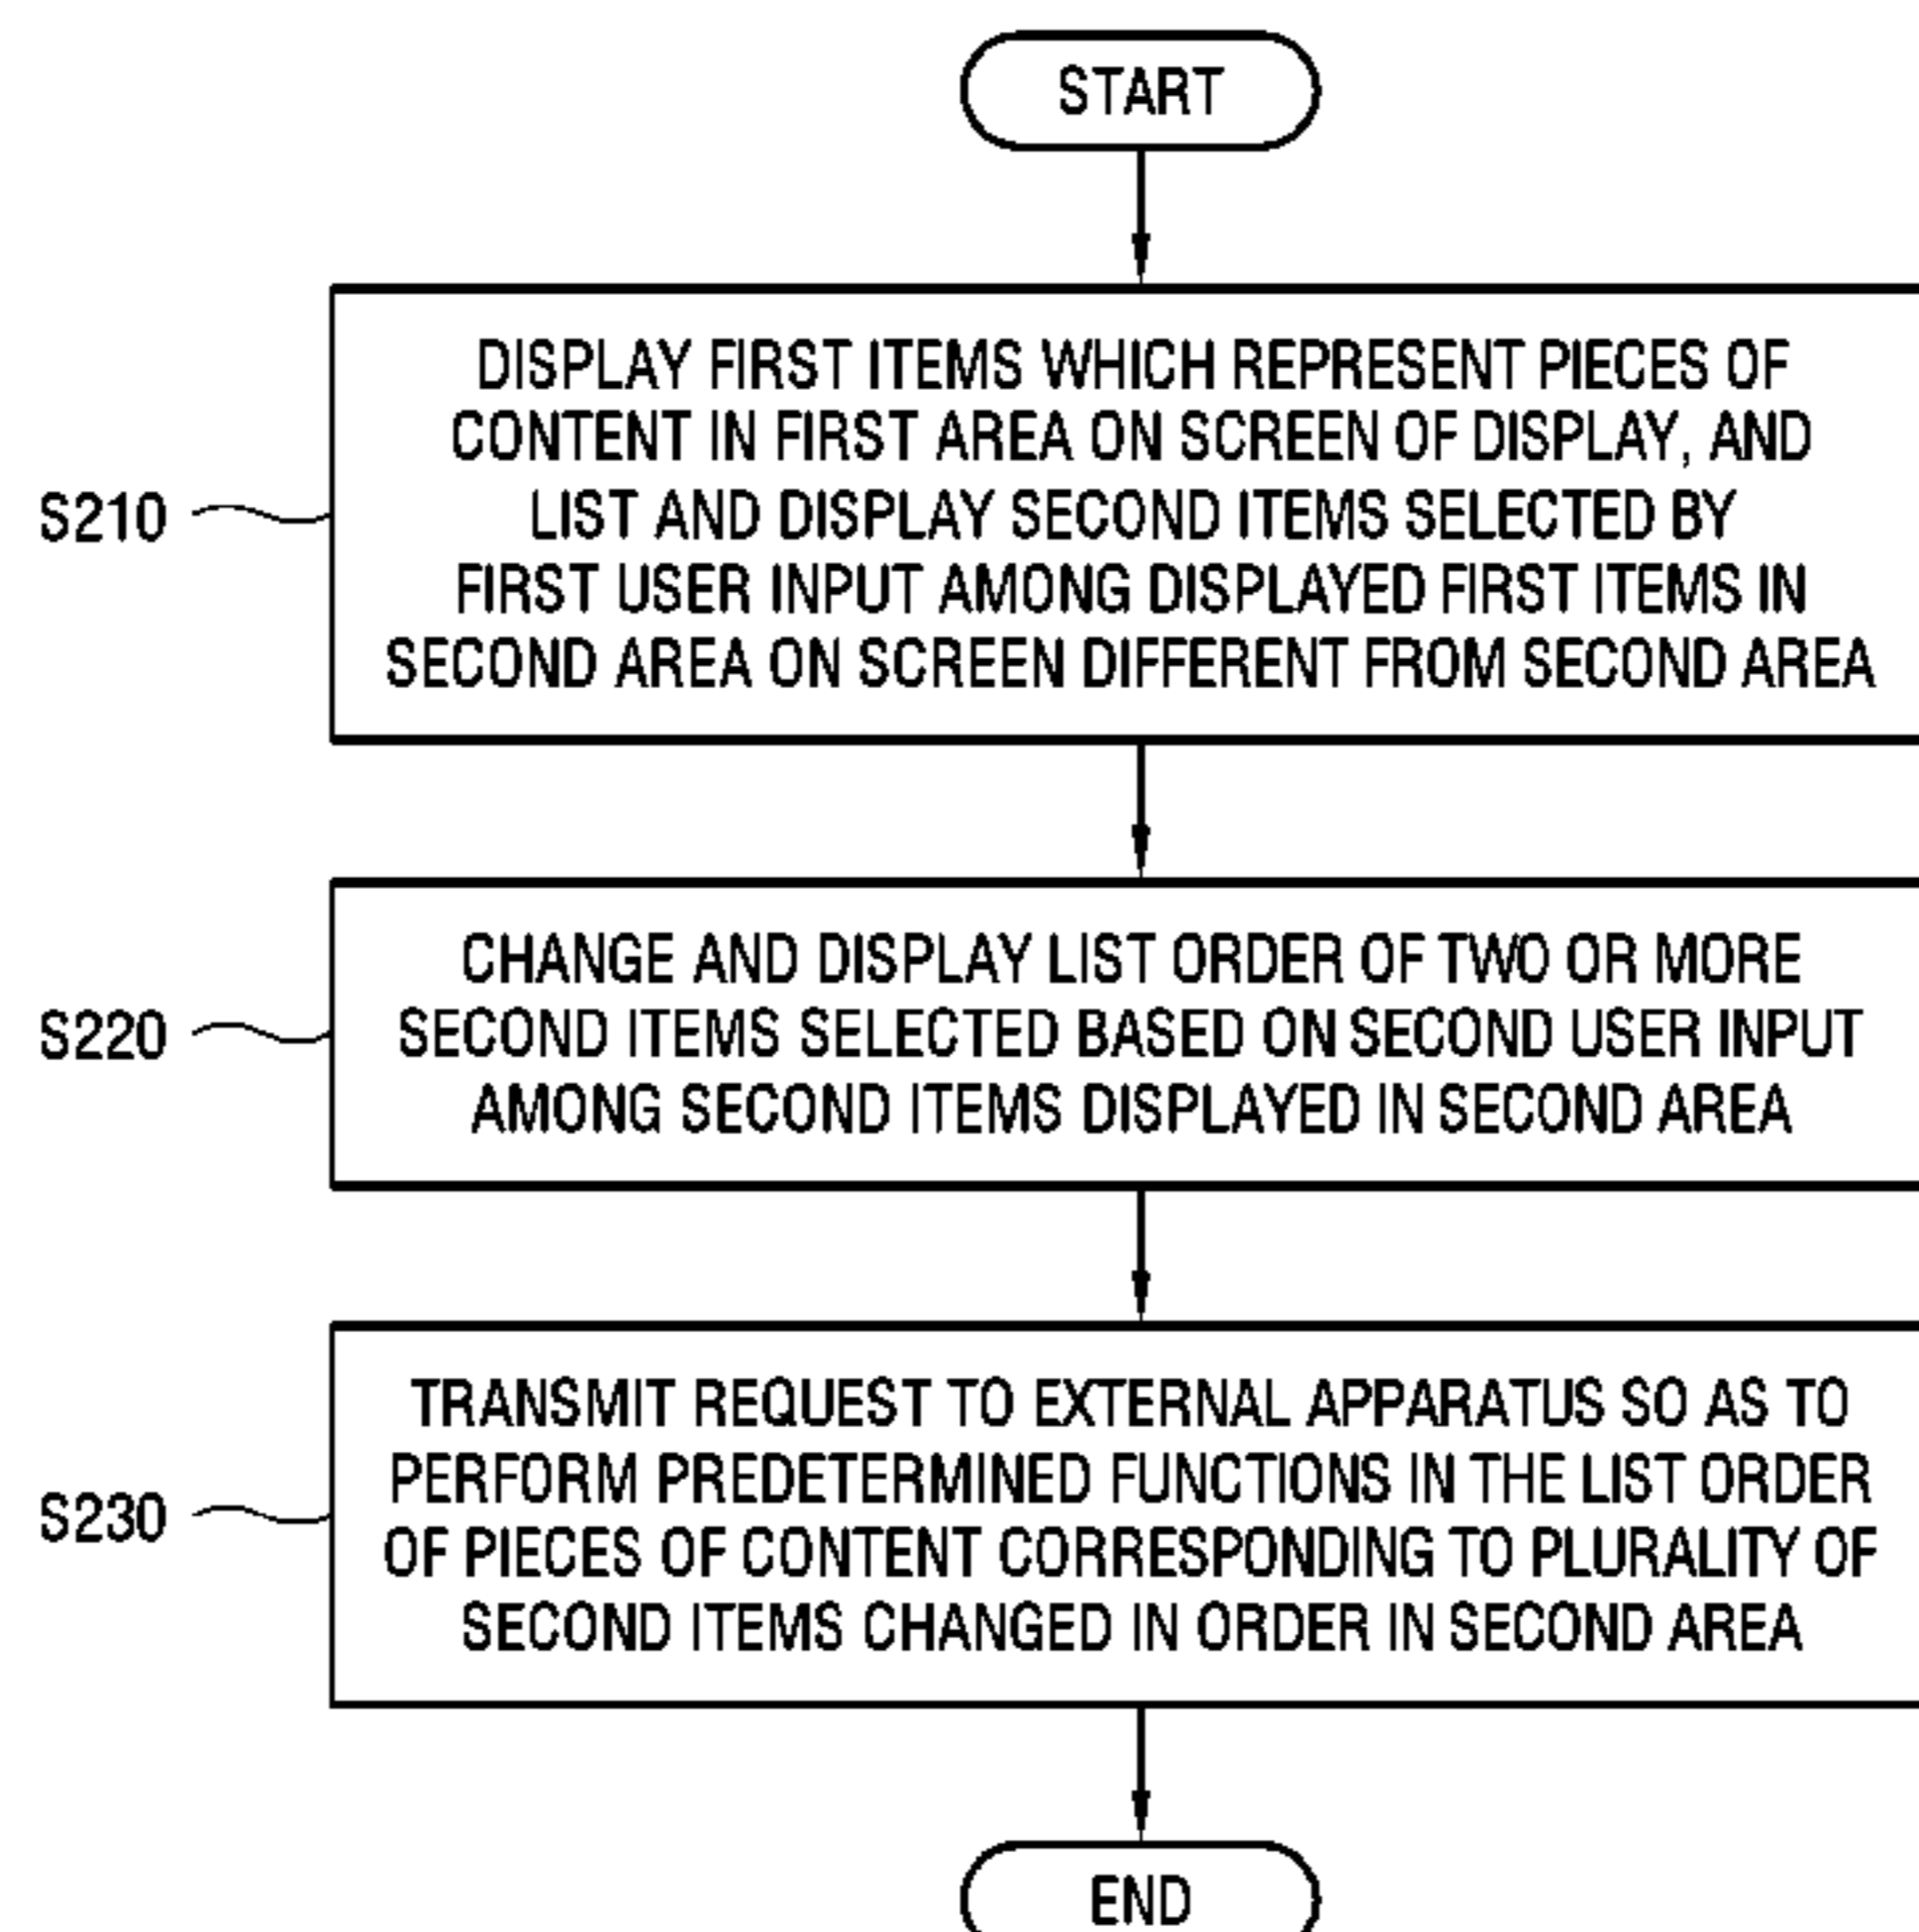 START
DISPLAY FIRST ITEMS WHICH REPRESENT PIECES OF
CONTENT IN FIRST AREA ON SCREEN OF DISPLAY, AND
S210
LIST AND DISPLAY SECOND ITEMS SELECTED BY
FIRST USER INPUT AMONG DISPLAYED FIRST ITEMS IN
SECOND AREA ON SCREEN DIFFERENT FROM SECOND AREA
CHANGE AND DISPLAY LIST ORDER OF TWO OR MORE
S220
SECOND ITEMS SELECTED BASED ON SECOND USER INPUT
AMONG SECOND ITEMS DISPLAYED IN SECOND AREA
TRANSMIT REQUEST TO EXTERNAL APPARATUS SO AS TO
PERFORM PREDETERMINED FUNCTIONS IN THE LIST ORDER
S230
OF PIECES OF CONTENT CORRESPONDING TO PLURALITY OF
SECOND ITEMS CHANGED IN ORDER IN SECOND AREA
END